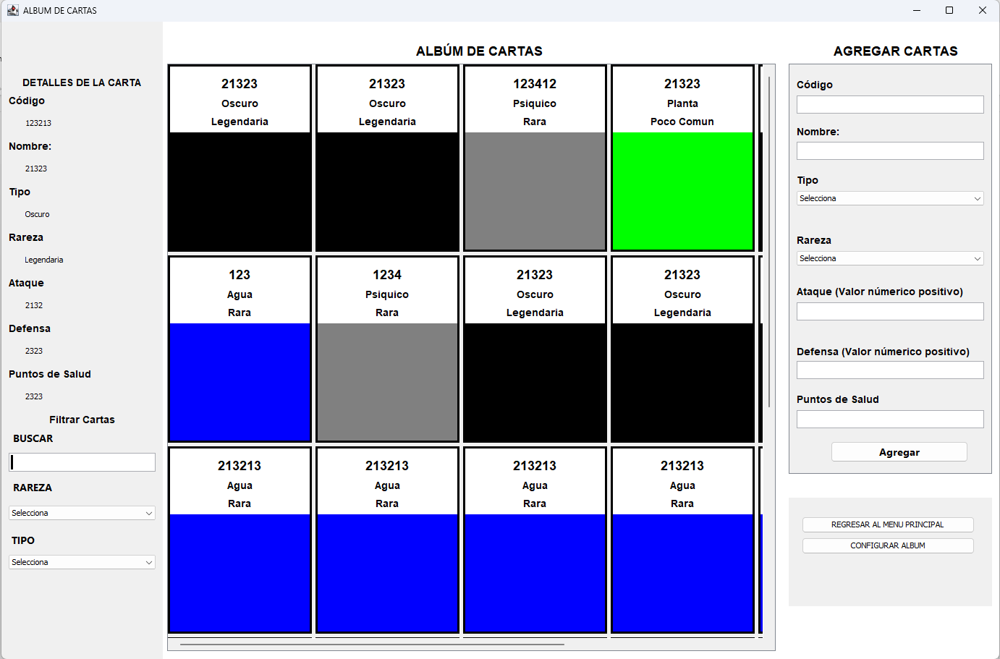 ALBUM DE CARTAS
DETALLES DE LA CARTA
Código
123213
Nombre:
21323
Tipo
Oscuro
Rareza
Legendaria
Ataque
2132
Defensa
2323
Puntos de Salud
2323
Filtrar Cartas
BUSCAR
RAREZA
Selecciona
TIPO
Selecciona
ALBÚM DE CARTAS
21323
Oscuro
Legendaria
21323
Oscuro
Legendaria
123412
Psiquico
Rara
21323
Planta
Poco Comun
123
Agua
Rara
1234
Psiquico
Rara
21323
Oscuro
Legendaria
21323
Oscuro
Legendaria
213213
Agua
Rara
213213
Agua
Rara
213213
Agua
Rara
213213
Agua
Rara
AGREGAR CARTAS
Código
Nombre:
Tipo
Selecciona
Rareza
Selecciona
Ataque (Valor númerico positivo)
Defensa (Valor númerico positivo)
Puntos de Salud
Agregar
REGRESAR AL MENU PRINCIPAL
CONFIGURAR ALBUM